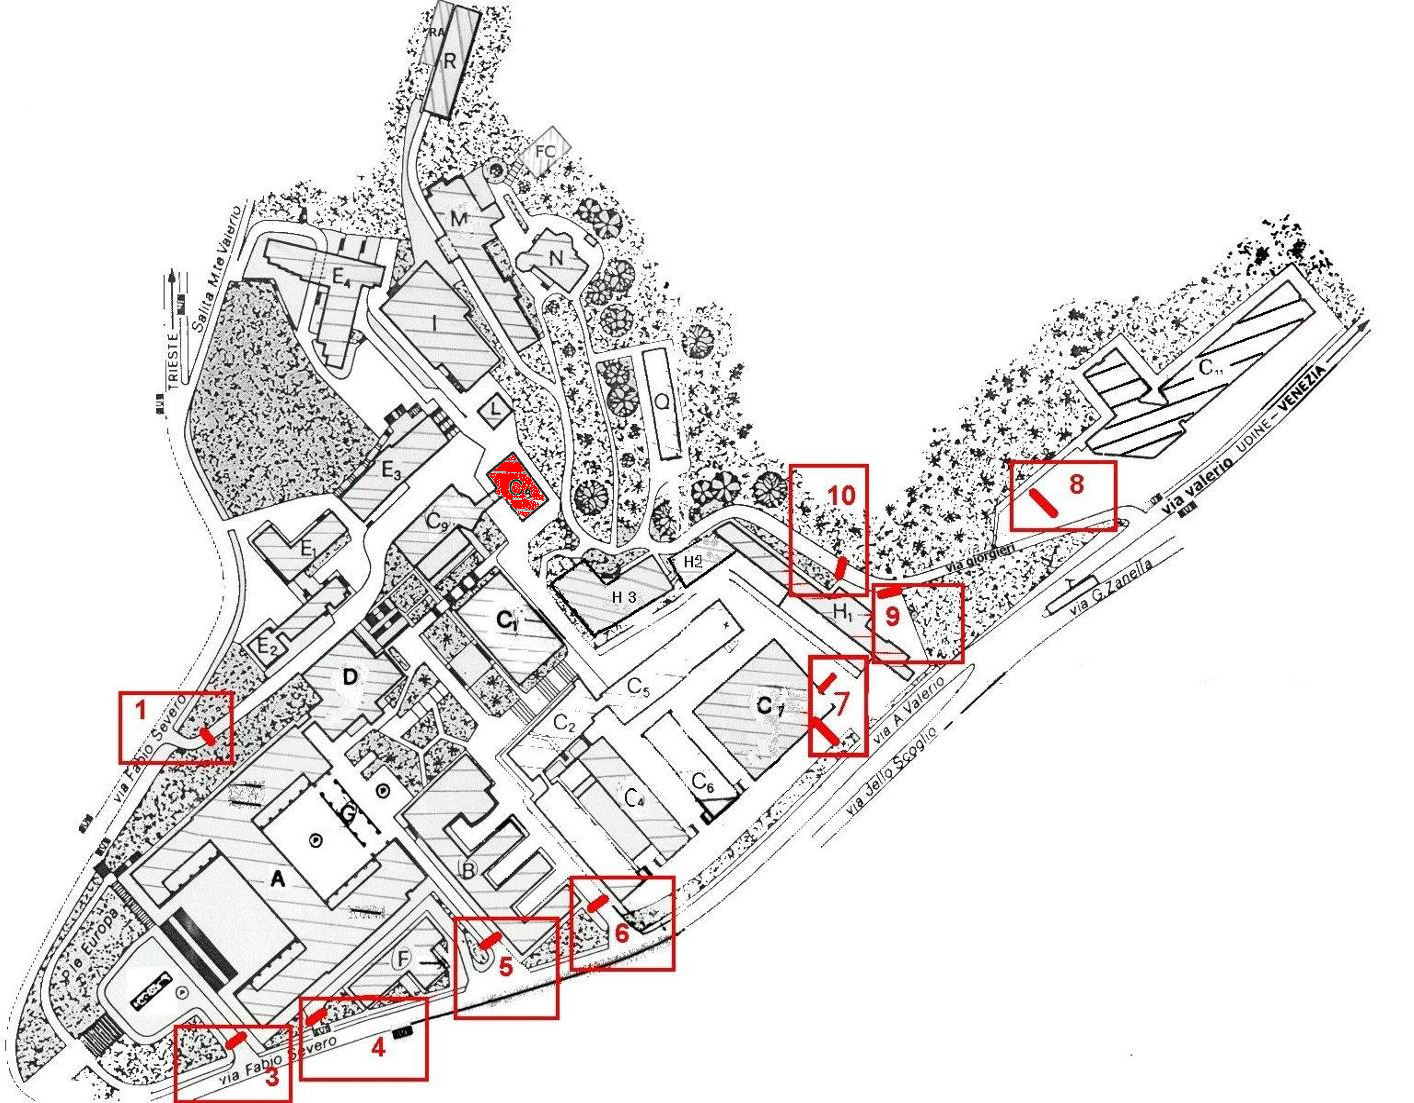 RA
R
FC
M
N
Salita M.te Valerio
E4
I
TRIESTE
L
Q
C11
UDINE - VENEZIA
via valerio
E3
C9
10
8
E1
H2
via giorgieri
H3
T
via G. Zanella
C1
H1
9
E2
D
C5
7
C7
1
via Fabio Severo
C2
via A Valerio
C6
C4
via Jello Scoglio
G
P
P
A
B
P.le Europa
F
6
5
P
4
via Fabio Severo
3